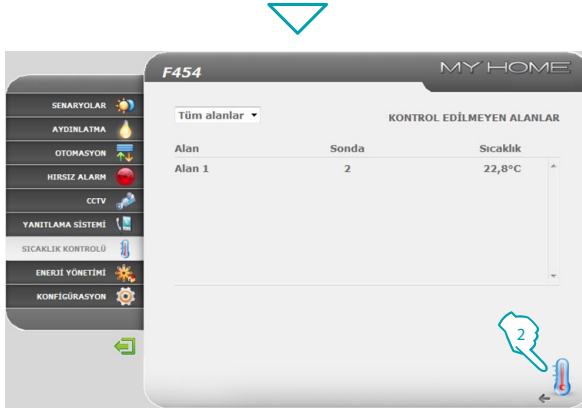 F454
MY HOME
SENARYOLAR
AYDINLATMA
OTOMASYON
HIRSIZ ALARM
CCTV
YANITLAMA SİSTEMİ
SICAKLIK KONTROLÜ
ENERJİ YÖNETİMİ
KONFİGÜRASYON
Tüm alanlar
KONTROL EDİLMEYEN ALANLAR
Alan Sonda Sıcaklık
Alan 1 2 22,8°C
2